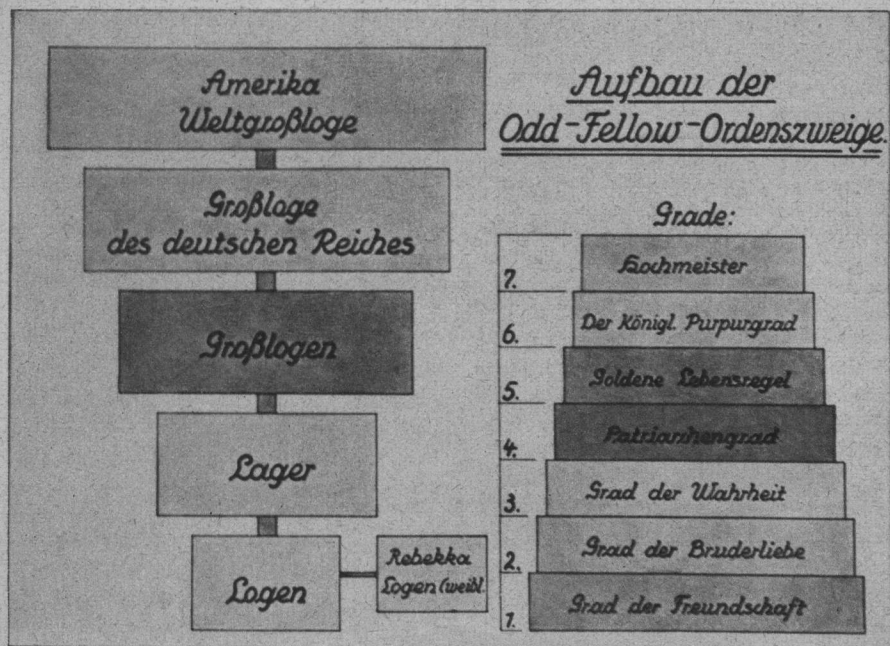 Amerika
Weltgroßloge
Großloge
des deutschen Reiches
Großlogen
Lager
Logen
Rebekka
Logen (weibl.
Aufbau der
Odd-Fellow-Ordenszweige.
Grade:
7. Hochmeister
6. Der Königl. Purpurgrad
5. Goldene Lebensregel
4. Patriarchengrad
3. Grad der Wahrheit
2. Grad der Bruderliebe
1. Grad der Freundschaft